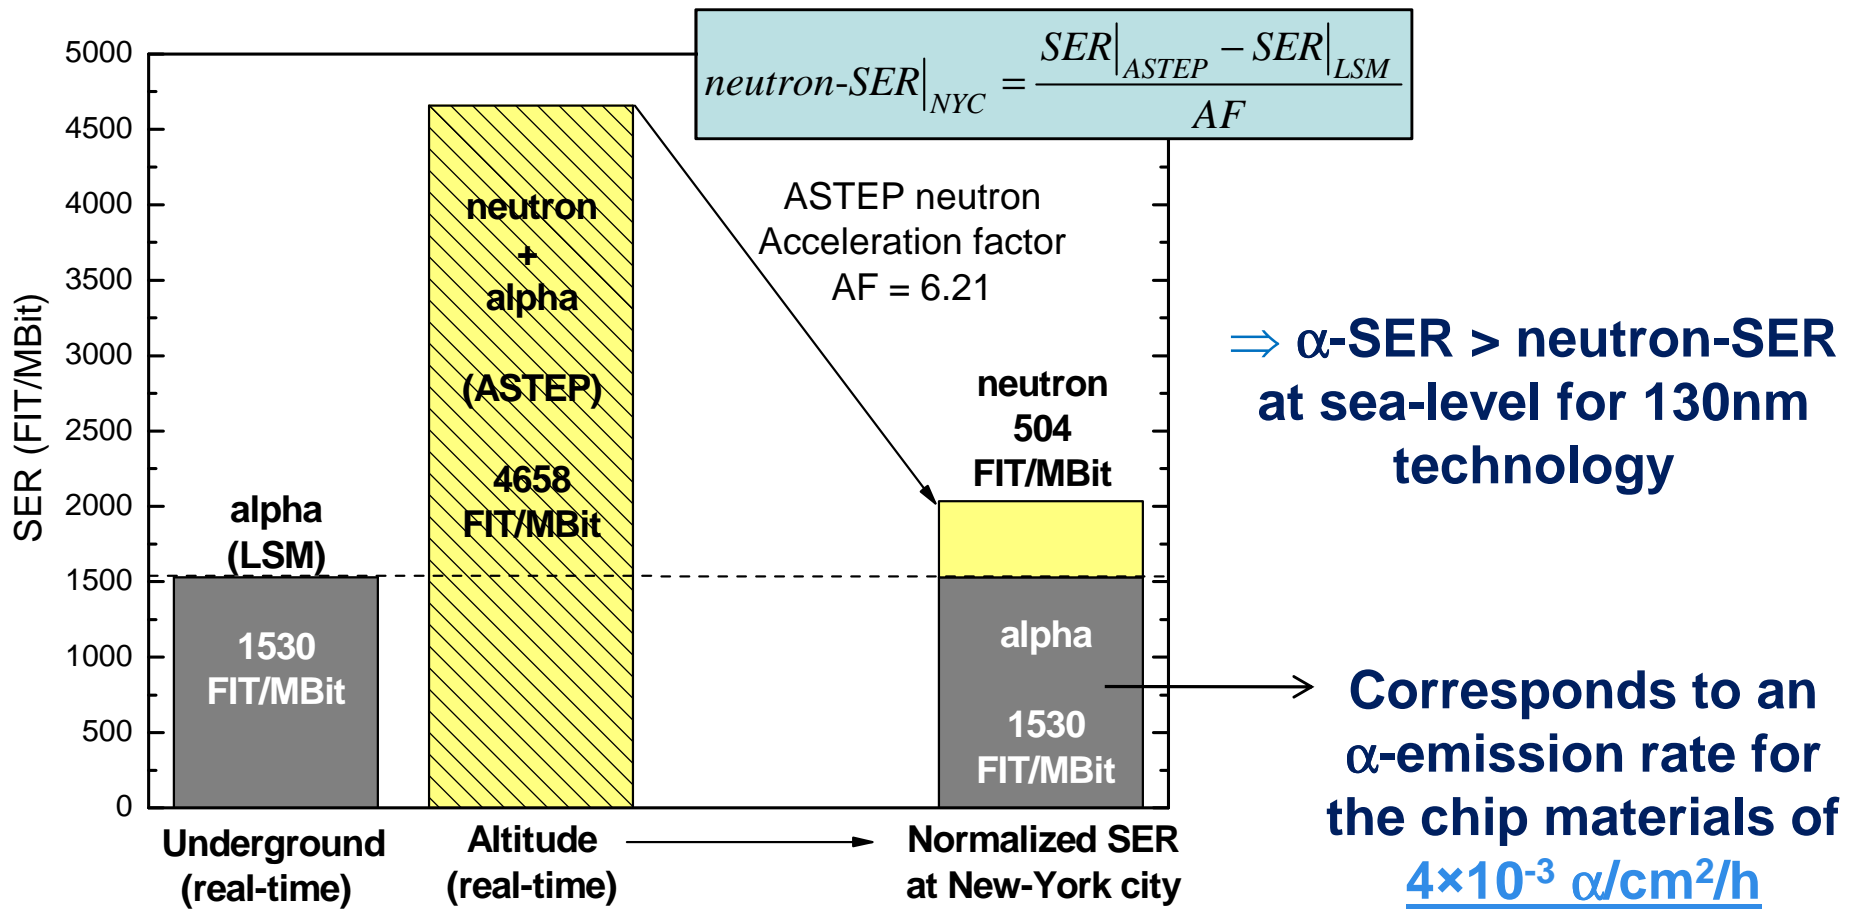 neutron-SER|NYC = (SER|ASTEP − SER|LSM) / AF
SER (FIT/MBit)
5000
4500
4000
3500
3000
2500
2000
1500
1000
500
0
alpha
(LSM)
1530
FIT/MBit
neutron
+
alpha
(ASTEP)
4658
FIT/MBit
ASTEP neutron
Acceleration factor
AF = 6.21
neutron
504
FIT/MBit
alpha
1530
FIT/MBit
Underground
(real-time)
Altitude
(real-time)
Normalized SER
at New-York city
⇒ α-SER > neutron-SER
at sea-level for 130nm
technology
Corresponds to an
α-emission rate for
the chip materials of
4×10⁻³ α/cm²/h